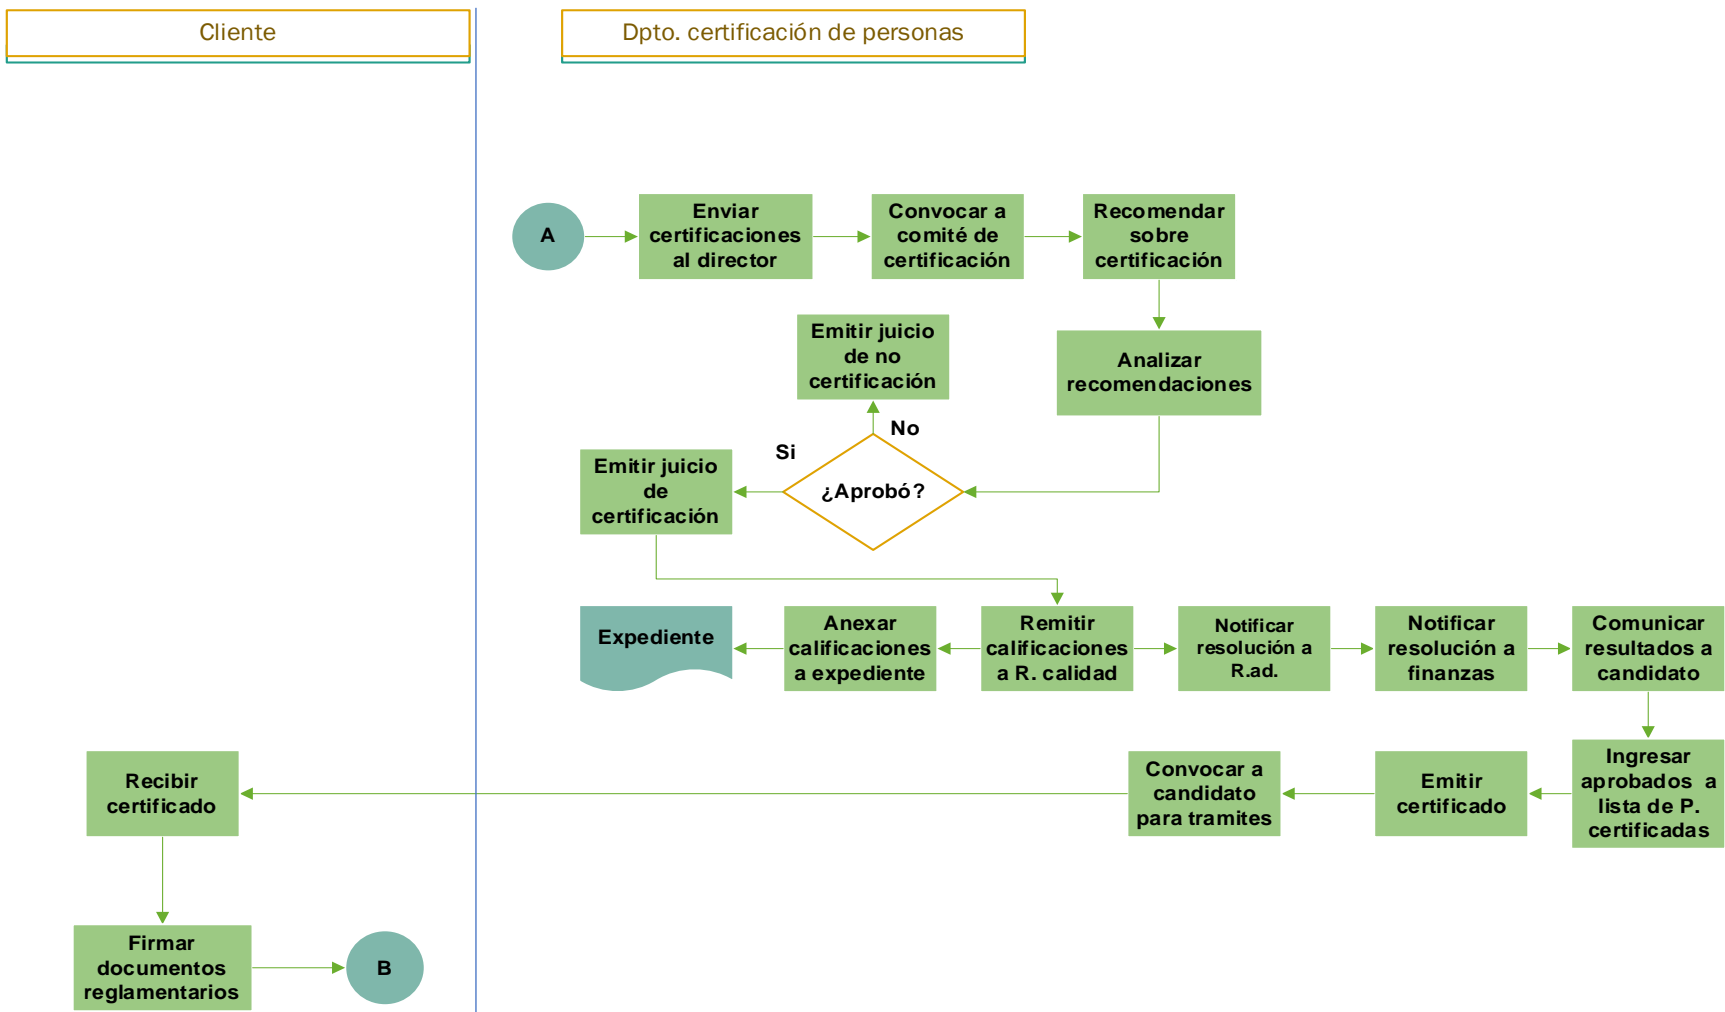 Cliente
Dpto. certificación de personas
A
Enviar
certificaciones
al director
Convocar a
comité de
certificación
Recomendar
sobre
certificación
Emitir juicio
de no
certificación
Analizar
recomendaciones
No
Si
¿Aprobó?
Emitir juicio
de
certificación
Expediente
Anexar
calificaciones
a expediente
Remitir
calificaciones
a R. calidad
Notificar
resolución a
R.ad.
Notificar
resolución a
finanzas
Comunicar
resultados a
candidato
Recibir
certificado
Convocar a
candidato
para tramites
Emitir
certificado
Ingresar
aprobados a
lista de P.
certificadas
Firmar
documentos
reglamentarios
B